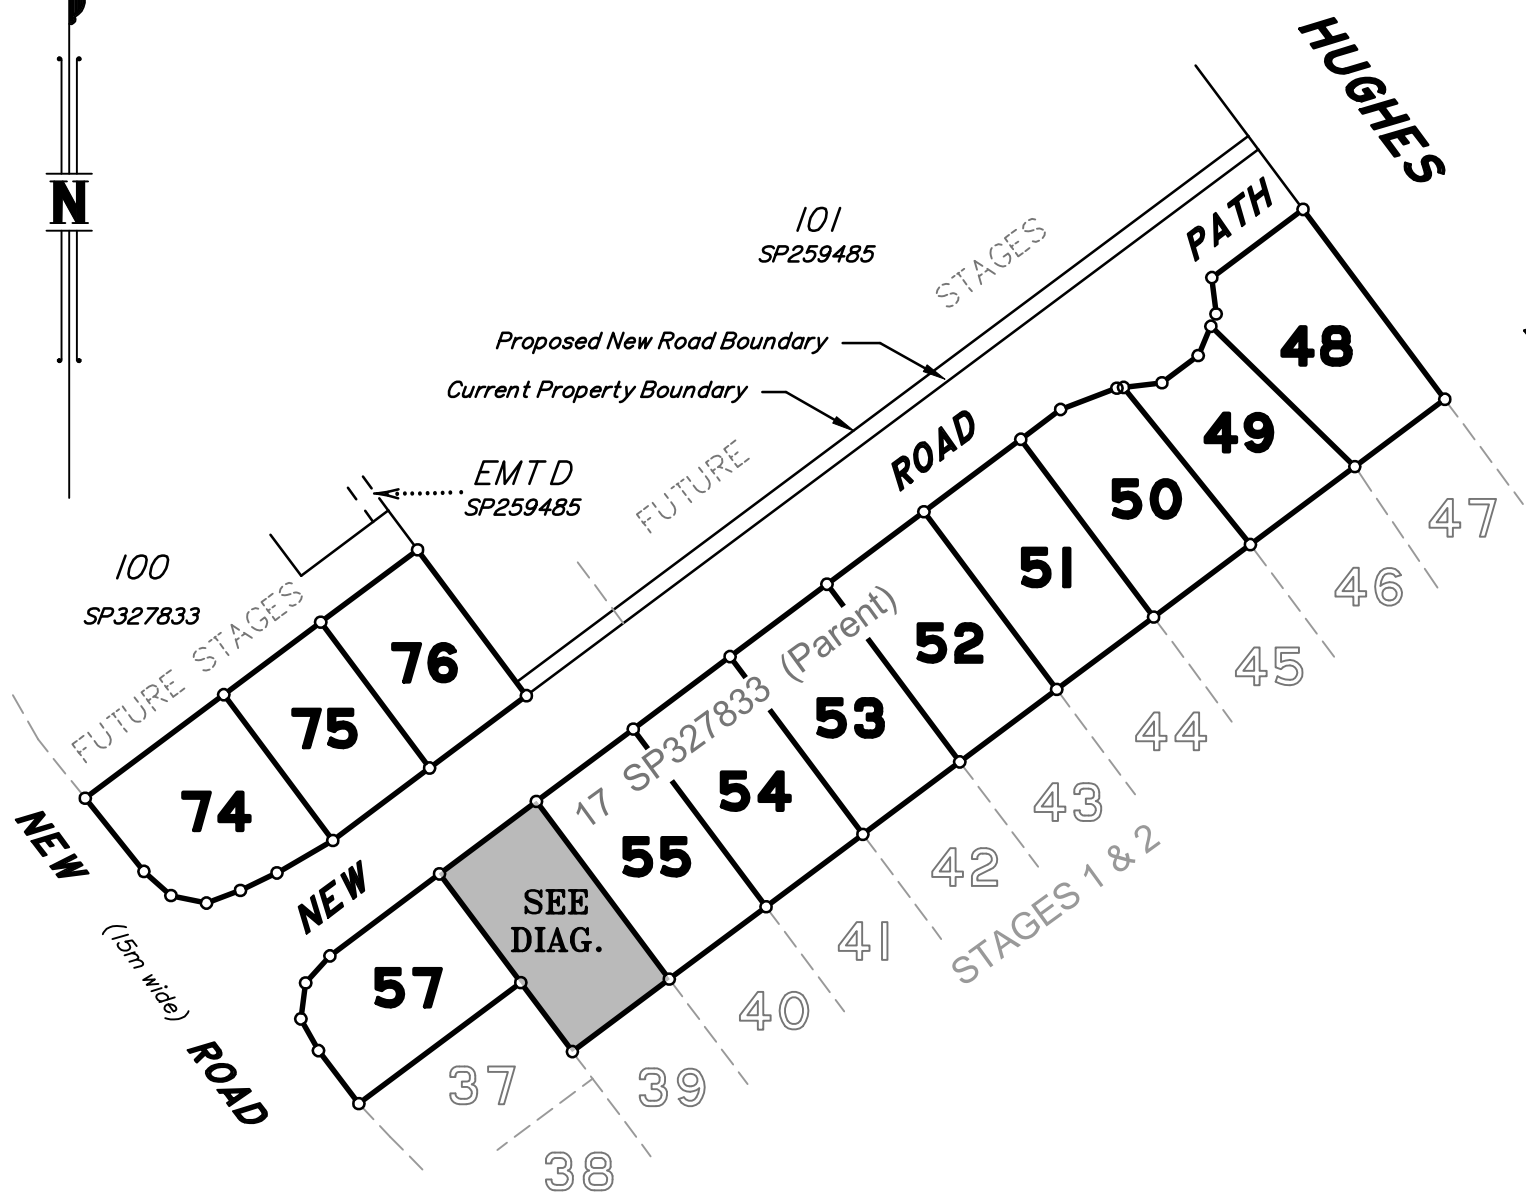 HUGHES
N
PATH
101
SP259485
STAGES
48
Proposed New Road Boundary
Current Property Boundary
ROAD
49
FUTURE
EMT D
SP259485
50
47
51
100
SP327833
FUTURE STAGES
46
52
45
76
75
53
44
17 SP327833 (Parent)
74
54
43
NEW
55
42
NEW
SEE
DIAG.
41
STAGES 1 & 2
(15m wide)
57
40
ROAD
37
39
38